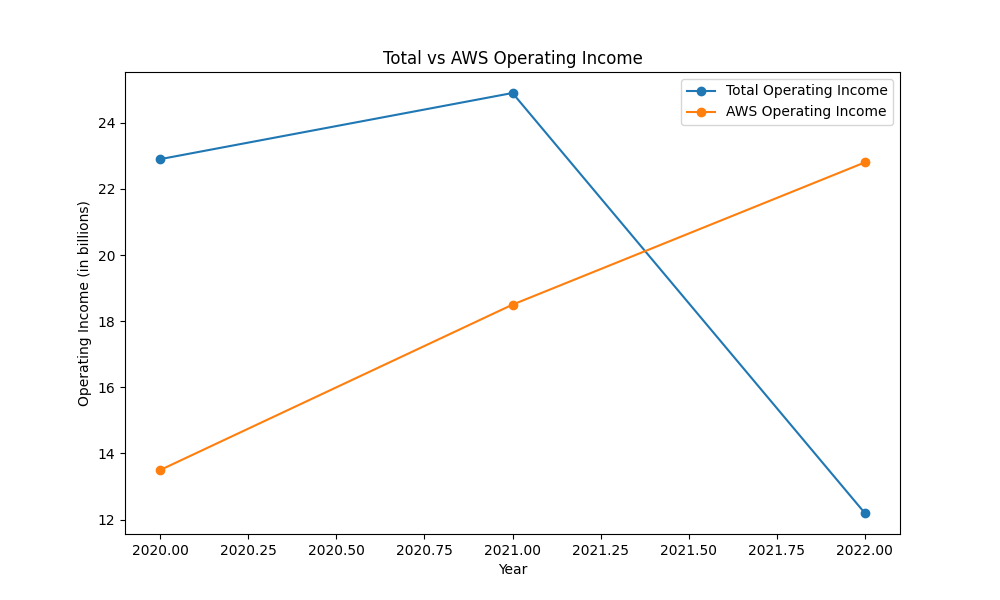 Total vs AWS Operating Income
Total Operating Income
AWS Operating Income
Operating Income (in billions)
24
22
20
18
16
14
12
2020.00 2020.25 2020.50 2020.75 2021.00 2021.25 2021.50 2021.75 2022.00
Year